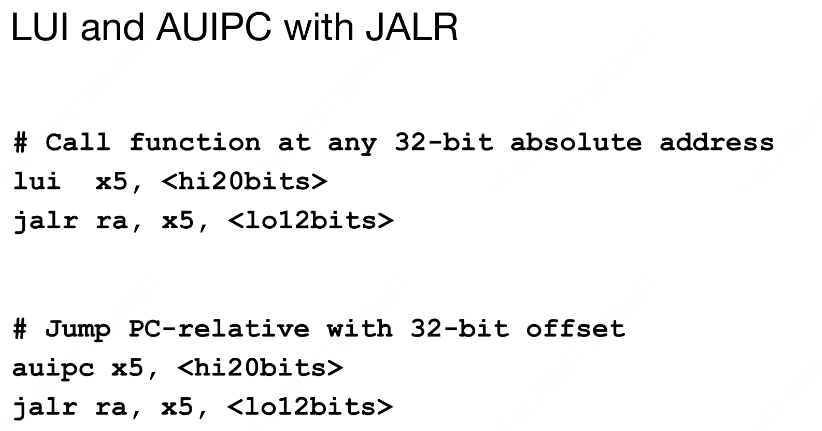 LUI and AUIPC with JALR
# Call function at any 32-bit absolute address
lui  x5, <hi20bits>
jalr ra, x5, <lo12bits>
# Jump PC-relative with 32-bit offset
auipc x5, <hi20bits>
jalr ra, x5, <lo12bits>